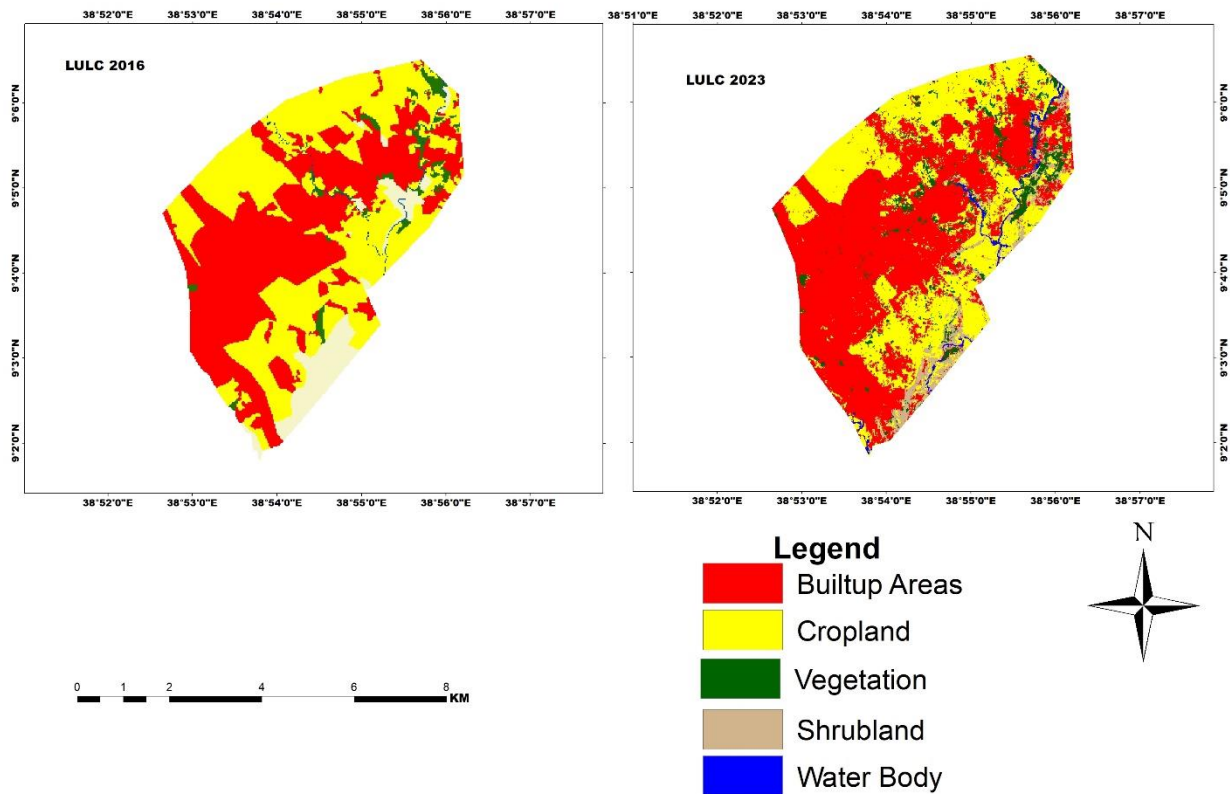 38°52'0"E 38°53'0"E 38°54'0"E 38°55'0"E 38°56'0"E 38°57'0"E 38°51'0"E 38°52'0"E 38°53'0"E 38°54'0"E 38°55'0"E 38°56'0"E 38°57'0"E
LULC 2016
LULC 2023
9°6'0"N
9°5'0"N
9°4'0"N
9°3'0"N
9°2'0"N
9°6'0"N
9°5'0"N
9°4'0"N
9°3'0"N
9°2'0"N
38°52'0"E 38°53'0"E 38°54'0"E 38°55'0"E 38°56'0"E 38°57'0"E 38°52'0"E 38°53'0"E 38°54'0"E 38°55'0"E 38°56'0"E 38°57'0"E
Legend
Builtup Areas
Cropland
Vegetation
Shrubland
Water Body
N
0 1 2 4 6 8
KM